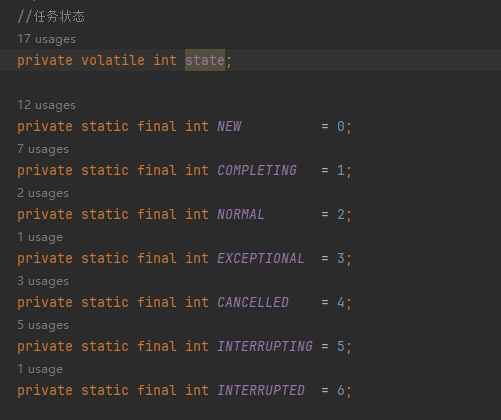 //任务状态
17 usages
private volatile int state;
12 usages
private static final int NEW          = 0;
7 usages
private static final int COMPLETING   = 1;
2 usages
private static final int NORMAL       = 2;
1 usage
private static final int EXCEPTIONAL  = 3;
3 usages
private static final int CANCELLED    = 4;
5 usages
private static final int INTERRUPTING = 5;
1 usage
private static final int INTERRUPTED  = 6;